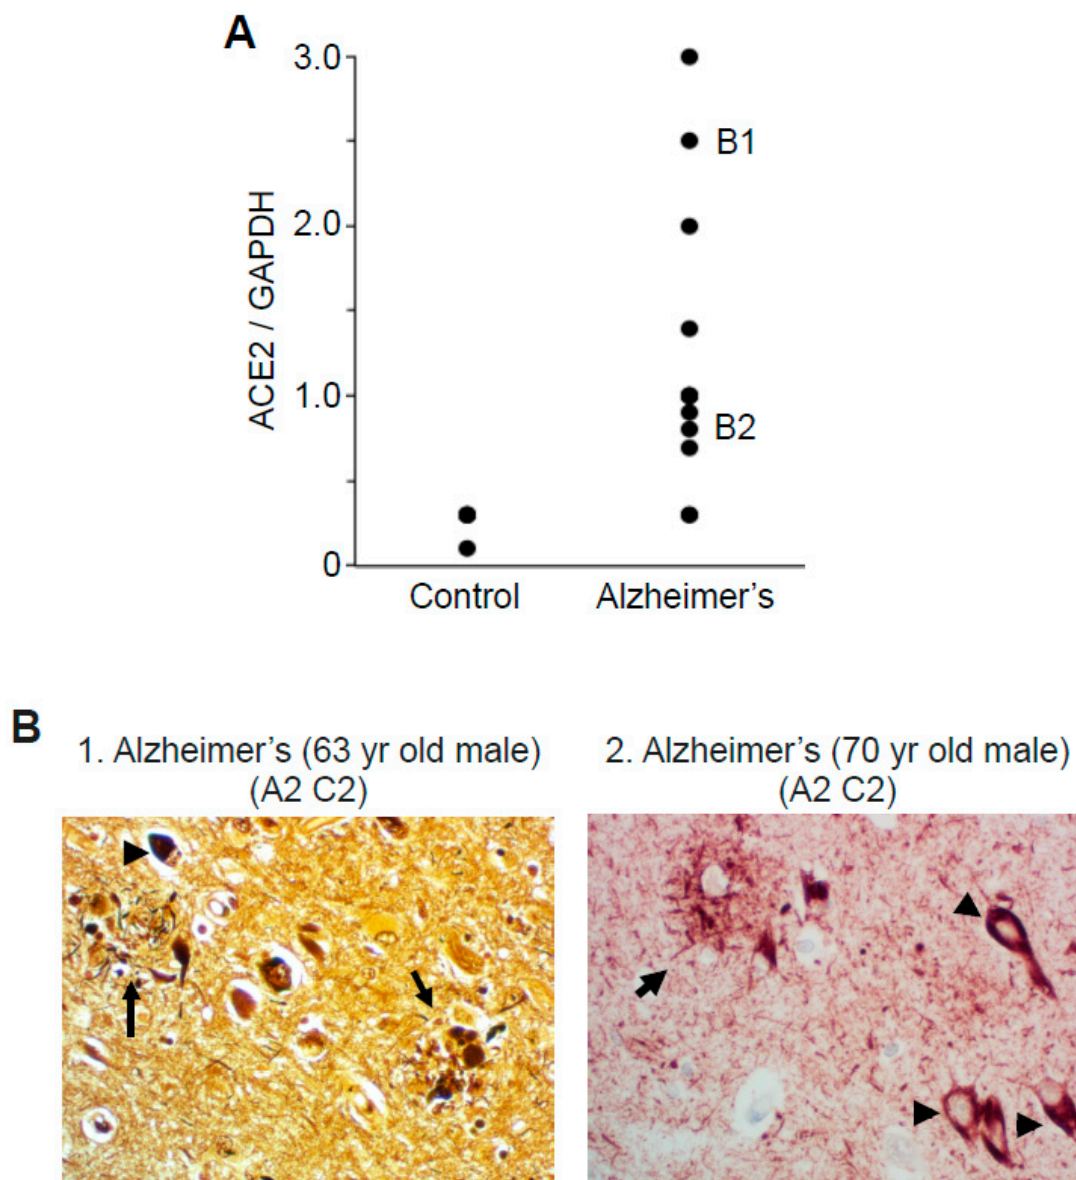 A
3.0
B1
2.0
ACE2 / GAPDH
1.0
B2
0
Control Alzheimer's
B
1. Alzheimer's (63 yr old male)
(A2 C2)
2. Alzheimer's (70 yr old male)
(A2 C2)